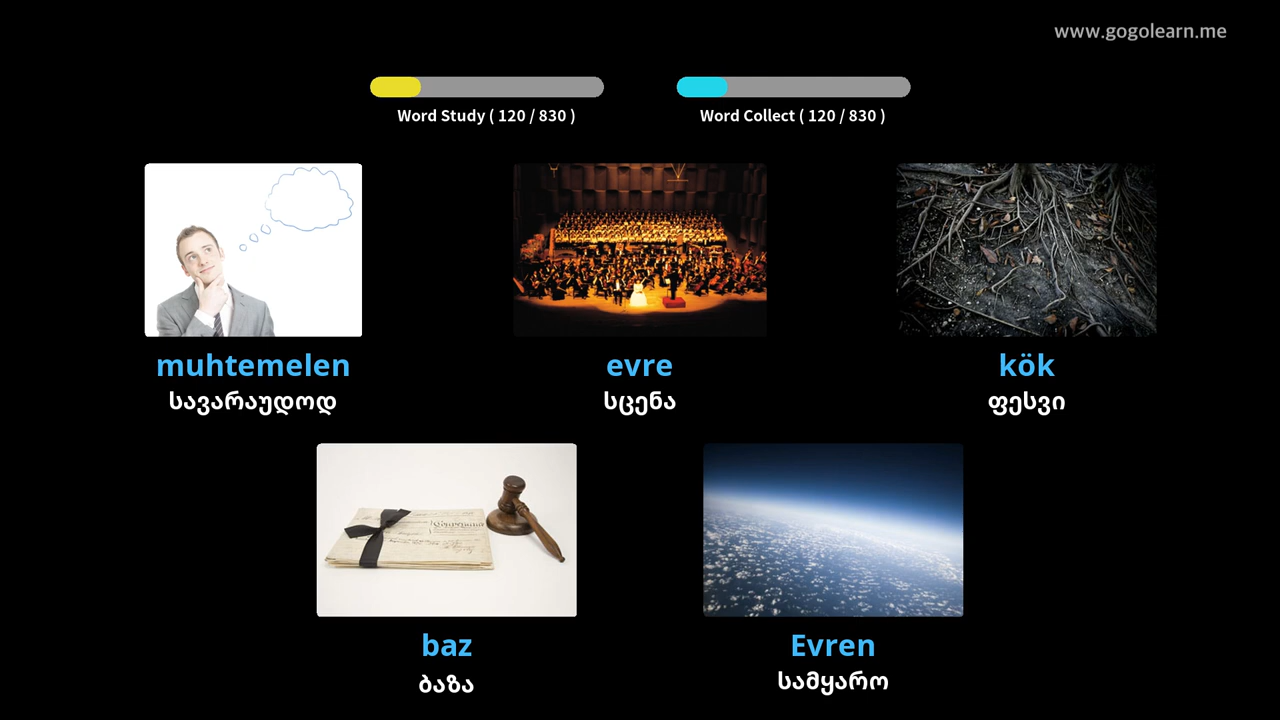 www.gogolearn.me
Word Study ( 120 / 830 )
Word Collect ( 120 / 830 )
muhtemelen
სავარაუდოდ
evre
სცენა
kök
ფესვი
baz
ბაზა
Evren
სამყარო